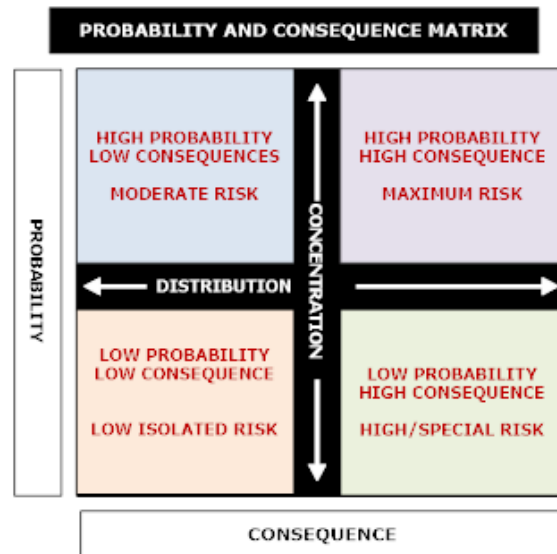 PROBABILITY AND CONSEQUENCE MATRIX
PROBABILITY
HIGH PROBABILITY
LOW CONSEQUENCES
MODERATE RISK
HIGH PROBABILITY
HIGH CONSEQUENCE
MAXIMUM RISK
CONCENTRATION
DISTRIBUTION
LOW PROBABILITY
LOW CONSEQUENCE
LOW ISOLATED RISK
LOW PROBABILITY
HIGH CONSEQUENCE
HIGH/SPECIAL RISK
CONSEQUENCE